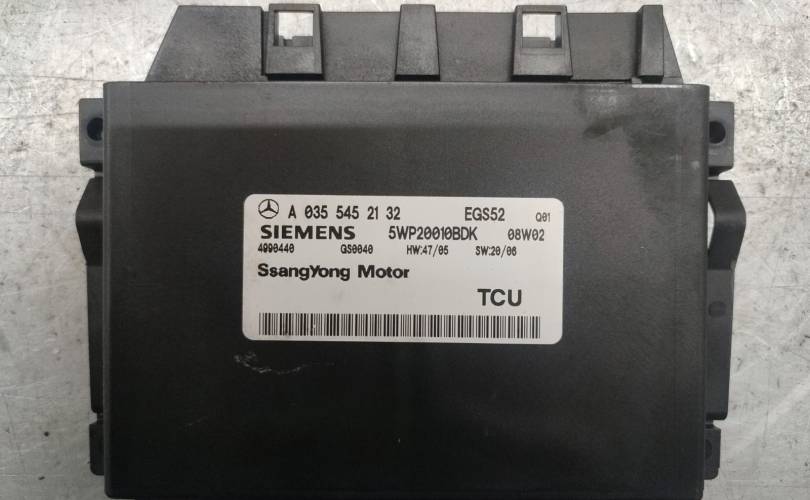 A 035 545 21 32 EGS52 Q01
SIEMENS 5WP20010BDK 08W02
4990440 GS0040 HW:47/05 SW:20/06
SsangYong Motor
TCU